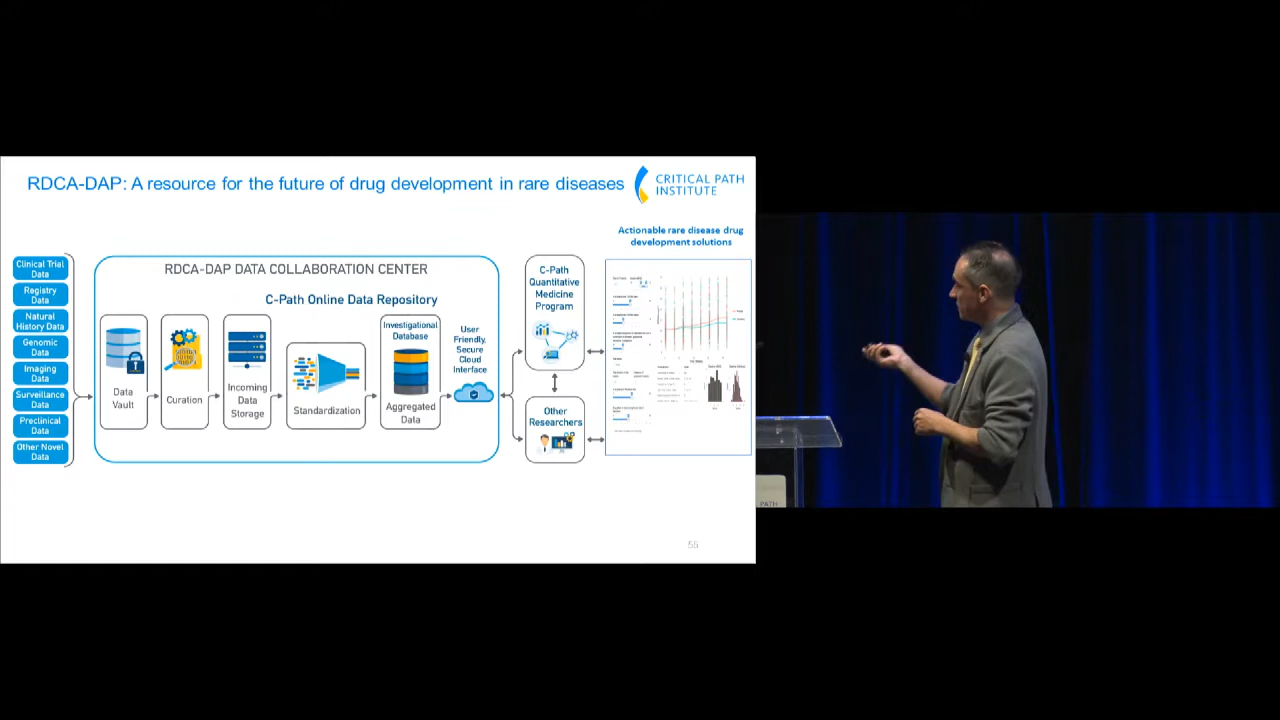 RDCA-DAP: A resource for the future of drug development in rare diseases
CRITICAL PATH
INSTITUTE
Actionable rare disease drug
development solutions
Clinical Trial
Data
Registry
Data
Natural
History Data
Genomic
Data
Imaging
Data
Surveillance
Data
Preclinical
Data
Other Novel
Data
RDCA-DAP DATA COLLABORATION CENTER
C-Path Online Data Repository
Data
Vault
Curation
Incoming
Data
Storage
Standardization
Investigational
Database
Aggregated
Data
User
Friendly,
Secure
Cloud
Interface
C-Path
Quantitative
Medicine
Program
Other
Researchers
55
PATH